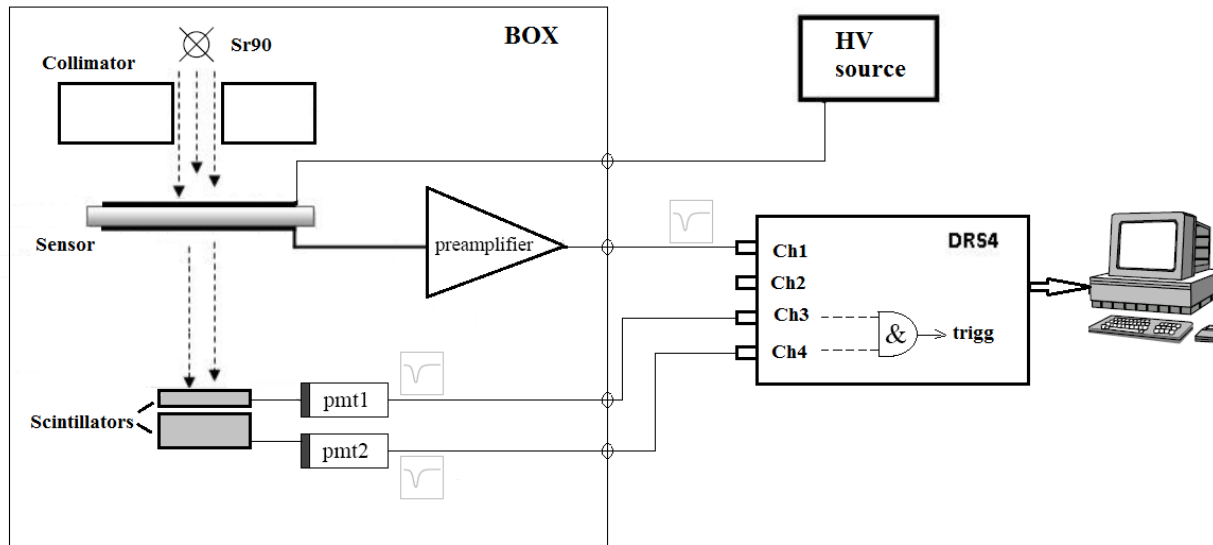 Sr90
BOX
HV
source
Collimator
Sensor
preamplifier
DRS4
Ch1
Ch2
Ch3
Ch4
&
trigg
Scintillators
pmt1
pmt2